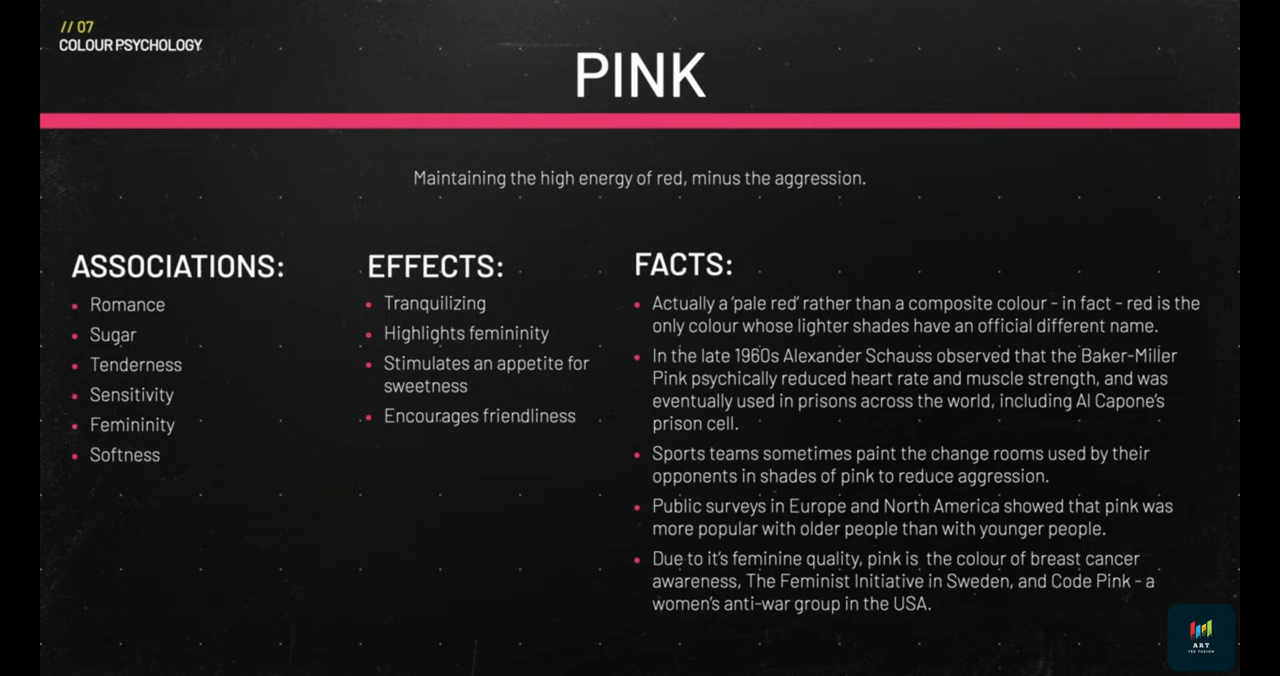 // 07
COLOUR PSYCHOLOGY
PINK
Maintaining the high energy of red, minus the aggression.
ASSOCIATIONS:
Romance
Sugar
Tenderness
Sensitivity
Femininity
Softness
EFFECTS:
Tranquilizing
Highlights femininity
Stimulates an appetite for
sweetness
Encourages friendliness
FACTS:
Actually a 'pale red' rather than a composite colour - in fact - red is the
only colour whose lighter shades have an official different name.
In the late 1960s Alexander Schauss observed that the Baker-Miller
Pink psychically reduced heart rate and muscle strength, and was
eventually used in prisons across the world, including Al Capone's
prison cell.
Sports teams sometimes paint the change rooms used by their
opponents in shades of pink to reduce aggression.
Public surveys in Europe and North America showed that pink was
more popular with older people than with younger people.
Due to it's feminine quality, pink is  the colour of breast cancer
awareness, The Feminist Initiative in Sweden, and Code Pink - a
women's anti-war group in the USA.
ART
TEK FUSION